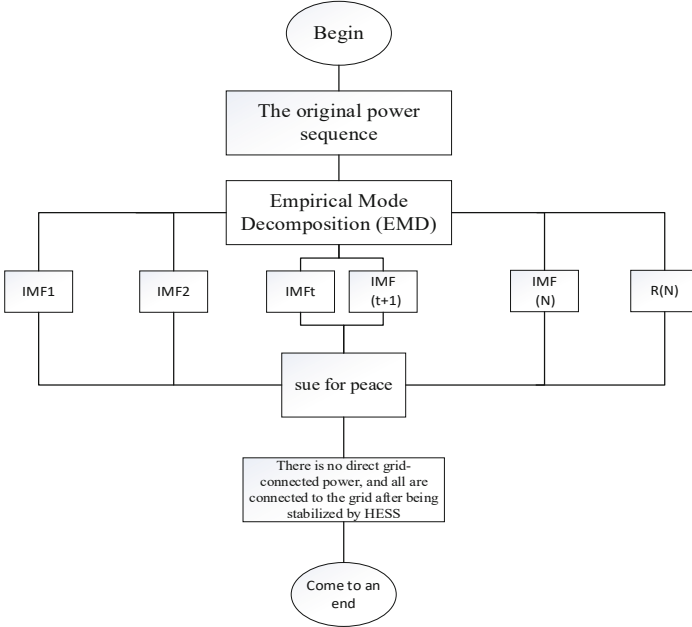 Begin
The original power
sequence
Empirical Mode
Decomposition (EMD)
IMF1
IMF2
IMFt
IMF
(t+1)
IMF
(N)
R(N)
sue for peace
There is no direct grid-
connected power, and all are
connected to the grid after being
stabilized by HESS
Come to an
end